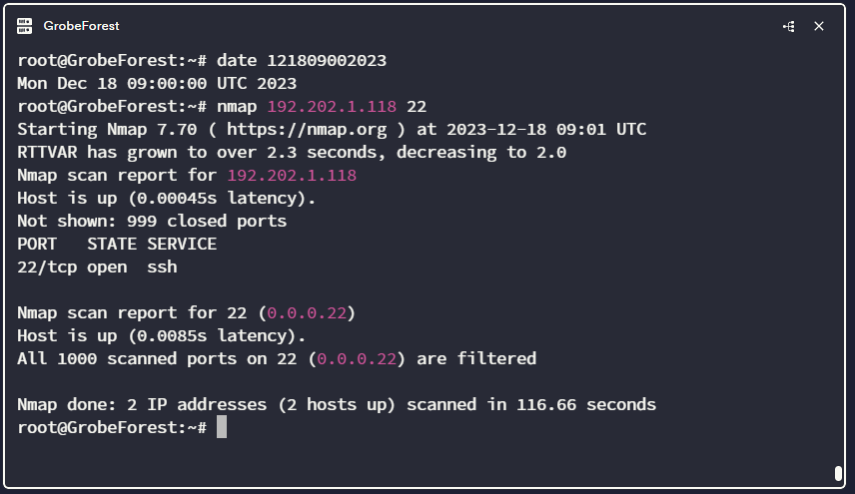 GrobeForest
root@GrobeForest:~# date 121809002023
Mon Dec 18 09:00:00 UTC 2023
root@GrobeForest:~# nmap 192.202.1.118 22
Starting Nmap 7.70 ( https://nmap.org ) at 2023-12-18 09:01 UTC
RTTVAR has grown to over 2.3 seconds, decreasing to 2.0
Nmap scan report for 192.202.1.118
Host is up (0.00045s latency).
Not shown: 999 closed ports
PORT   STATE SERVICE
22/tcp open  ssh
Nmap scan report for 22 (0.0.0.22)
Host is up (0.0085s latency).
All 1000 scanned ports on 22 (0.0.0.22) are filtered
Nmap done: 2 IP addresses (2 hosts up) scanned in 116.66 seconds
root@GrobeForest:~#